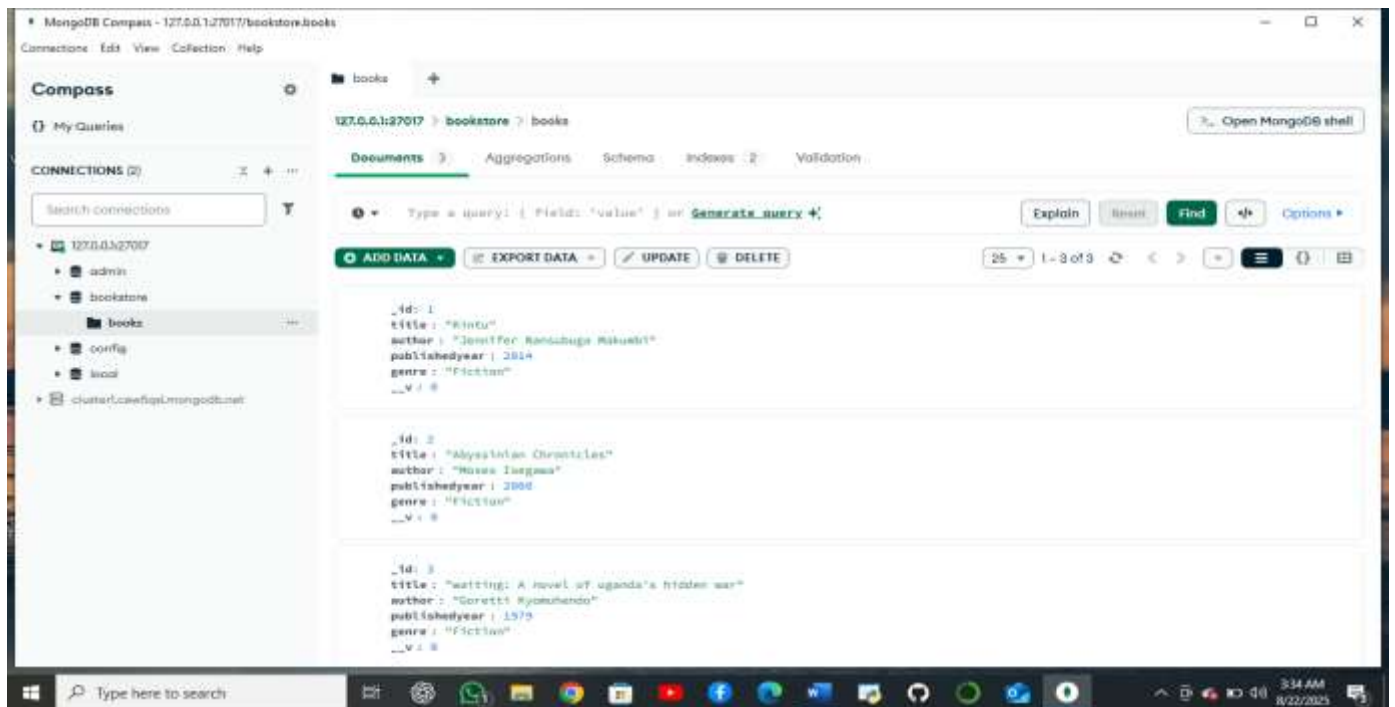 MongoDB Compass - 127.0.0.1:27017/bookstore.books
Connections Edit View Collection Help
Compass
{} My Queries
CONNECTIONS (2)
Search connections
127.0.0.1:27017
admin
bookstore
books
config
local
books
127.0.0.1:27017 > bookstore > books
Open MongoDB shell
Documents 3 Aggregations Schema Indexes 2 Validation
Type a query: { field: 'value' } or Generate query
Explain Reset Find </> Options
ADD DATA EXPORT DATA UPDATE DELETE
25 1-3 of 3
_id: 1
title : "Kintu"
author : "Jennifer Nansubuga Makumbi"
publishedyear : 2014
genre : "Fiction"
__v : 0
_id: 2
title : "Abyssinian Chronicles"
author : "Moses Isegawa"
publishedyear : 2000
genre : "Fiction"
__v : 0
_id: 3
title : "waiting: A novel of uganda's hidden war"
author : "Goretti Kyomuhendo"
publishedyear : 1979
genre : "Fiction"
__v : 0
Type here to search
3:34 AM
8/22/2025